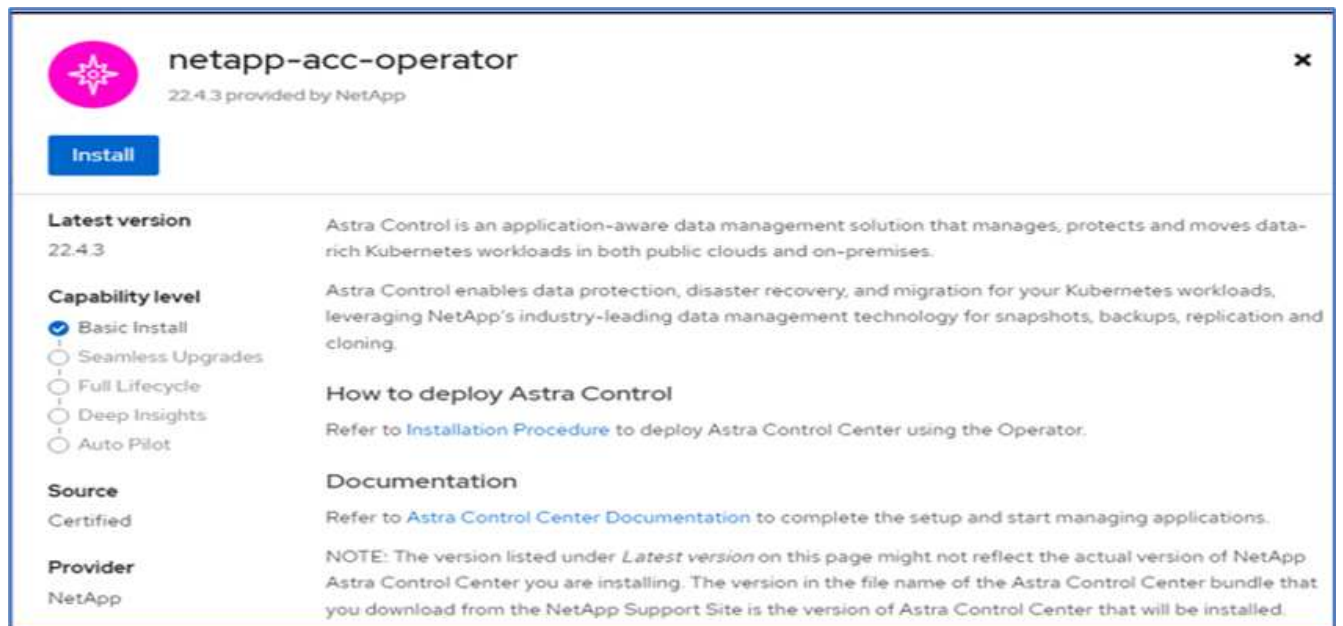 netapp-acc-operator
22.4.3 provided by NetApp
Install
Latest version
22.4.3
Capability level
Basic Install
Seamless Upgrades
Full Lifecycle
Deep Insights
Auto Pilot
Source
Certified
Provider
NetApp
Astra Control is an application-aware data management solution that manages, protects and moves data-
rich Kubernetes workloads in both public clouds and on-premises.
Astra Control enables data protection, disaster recovery, and migration for your Kubernetes workloads,
leveraging NetApp's industry-leading data management technology for snapshots, backups, replication and
cloning.
How to deploy Astra Control
Refer to Installation Procedure to deploy Astra Control Center using the Operator.
Documentation
Refer to Astra Control Center Documentation to complete the setup and start managing applications.
NOTE: The version listed under Latest version on this page might not reflect the actual version of NetApp
Astra Control Center you are installing. The version in the file name of the Astra Control Center bundle that
you download from the NetApp Support Site is the version of Astra Control Center that will be installed.